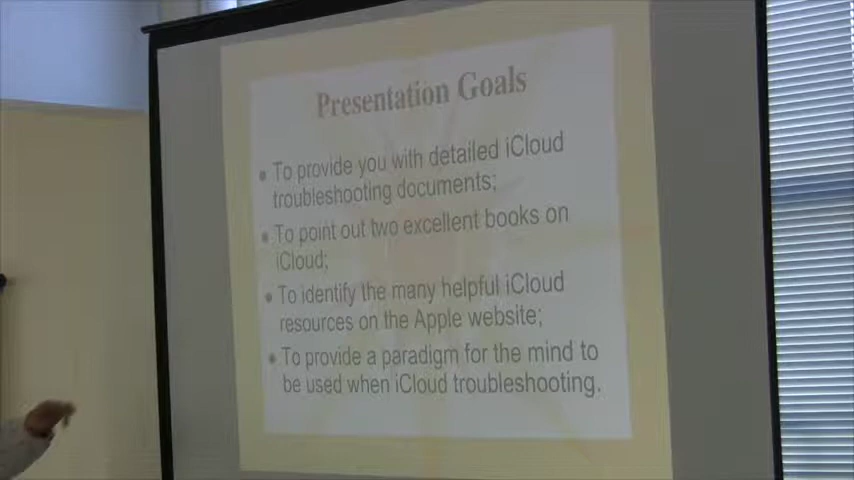 Presentation Goals
• To provide you with detailed iCloud
troubleshooting documents;
• To point out two excellent books on
iCloud;
• To identify the many helpful iCloud
resources on the Apple website;
• To provide a paradigm for the mind to
be used when iCloud troubleshooting.